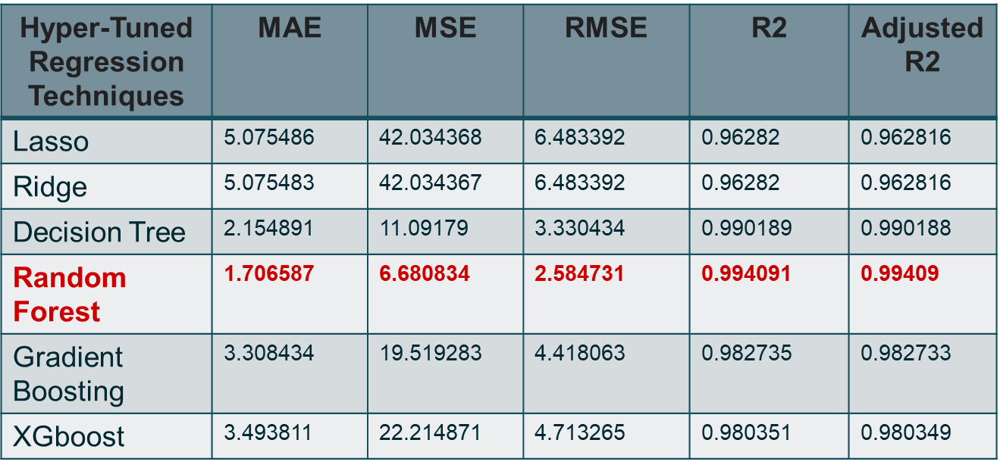 Hyper-Tuned Regression Techniques MAE MSE RMSE R2 Adjusted R2
Lasso 5.075486 42.034368 6.483392 0.96282 0.962816
Ridge 5.075483 42.034367 6.483392 0.96282 0.962816
Decision Tree 2.154891 11.09179 3.330434 0.990189 0.990188
Random Forest 1.706587 6.680834 2.584731 0.994091 0.99409
Gradient Boosting 3.308434 19.519283 4.418063 0.982735 0.982733
XGboost 3.493811 22.214871 4.713265 0.980351 0.980349